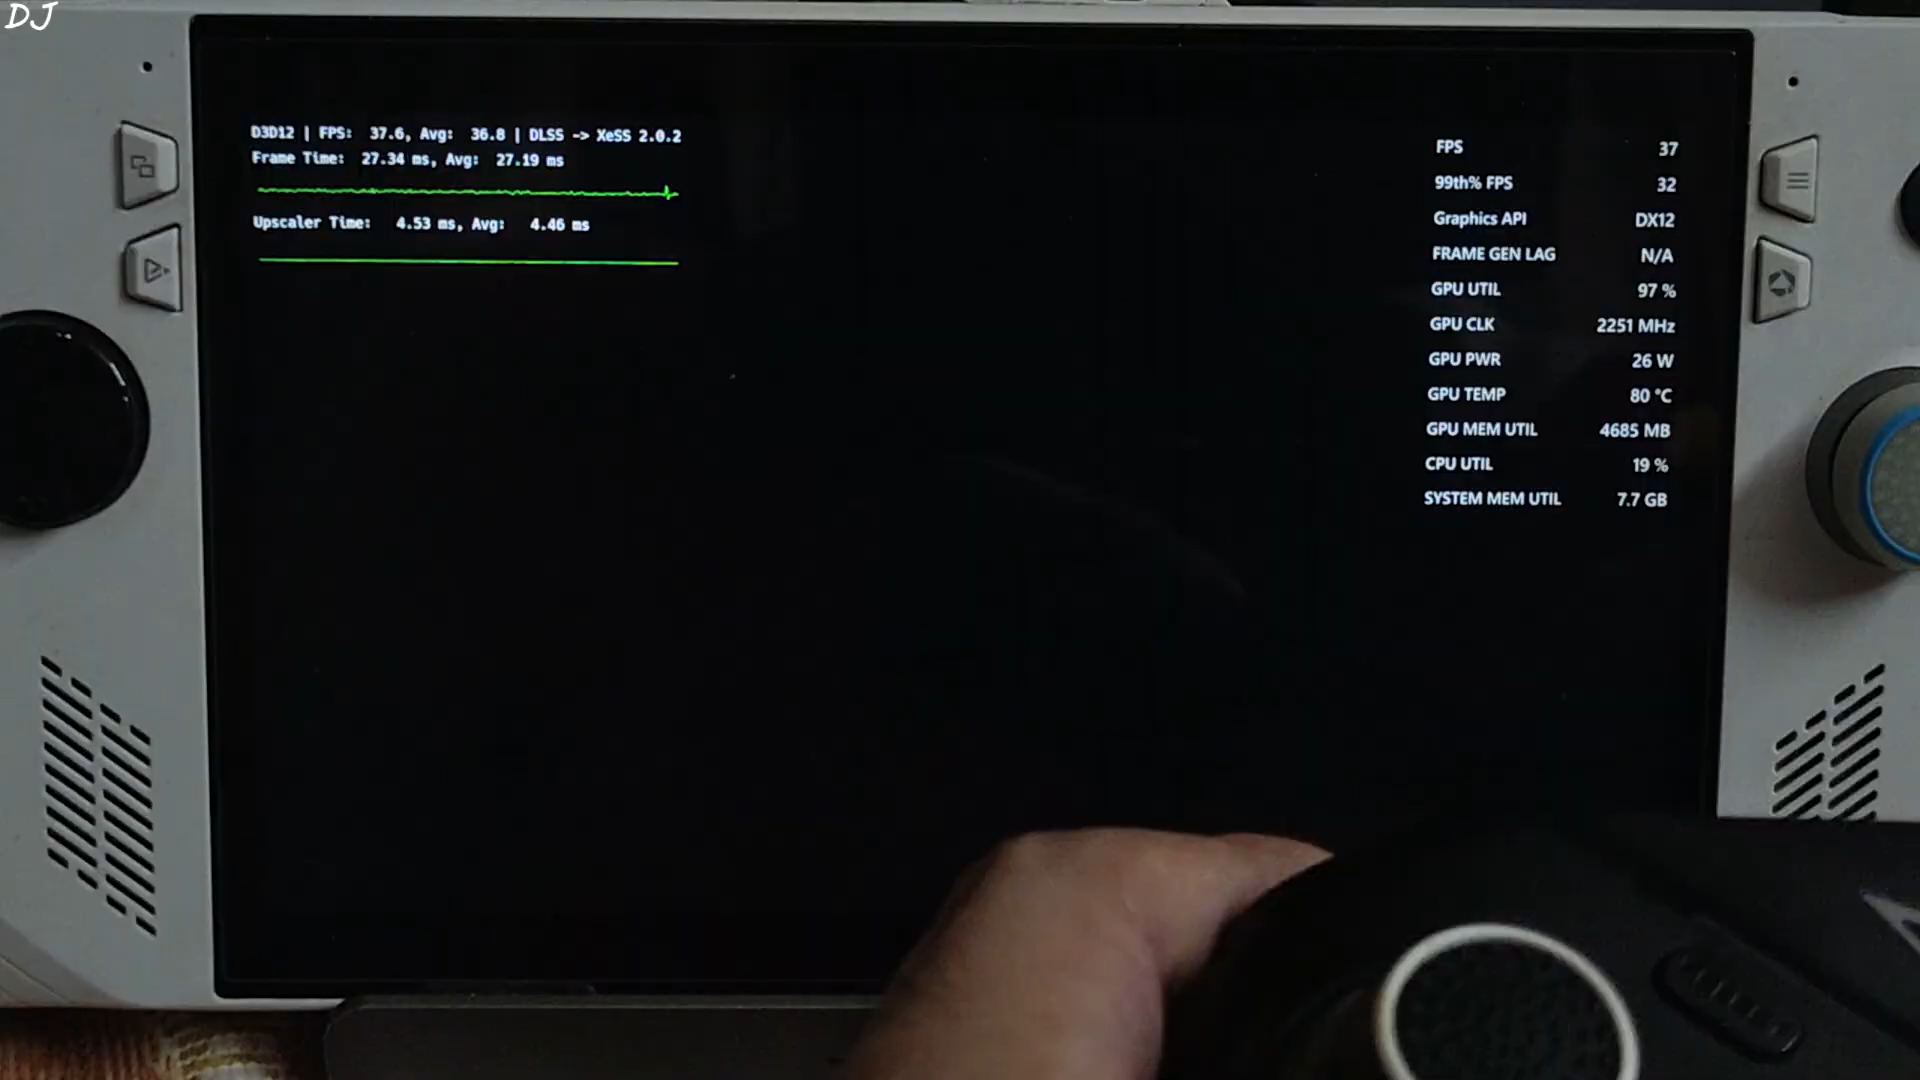 DJ
D3D12 | FPS: 37.6, Avg: 36.8 | DLSS -> XeSS 2.0.2
Frame Time: 27.34 ms, Avg: 27.19 ms
Upscaler Time: 4.53 ms, Avg: 4.46 ms
FPS 37
99th% FPS 32
Graphics API DX12
FRAME GEN LAG N/A
GPU UTIL 97 %
GPU CLK 2251 MHz
GPU PWR 26 W
GPU TEMP 80 °C
GPU MEM UTIL 4685 MB
CPU UTIL 19 %
SYSTEM MEM UTIL 7.7 GB